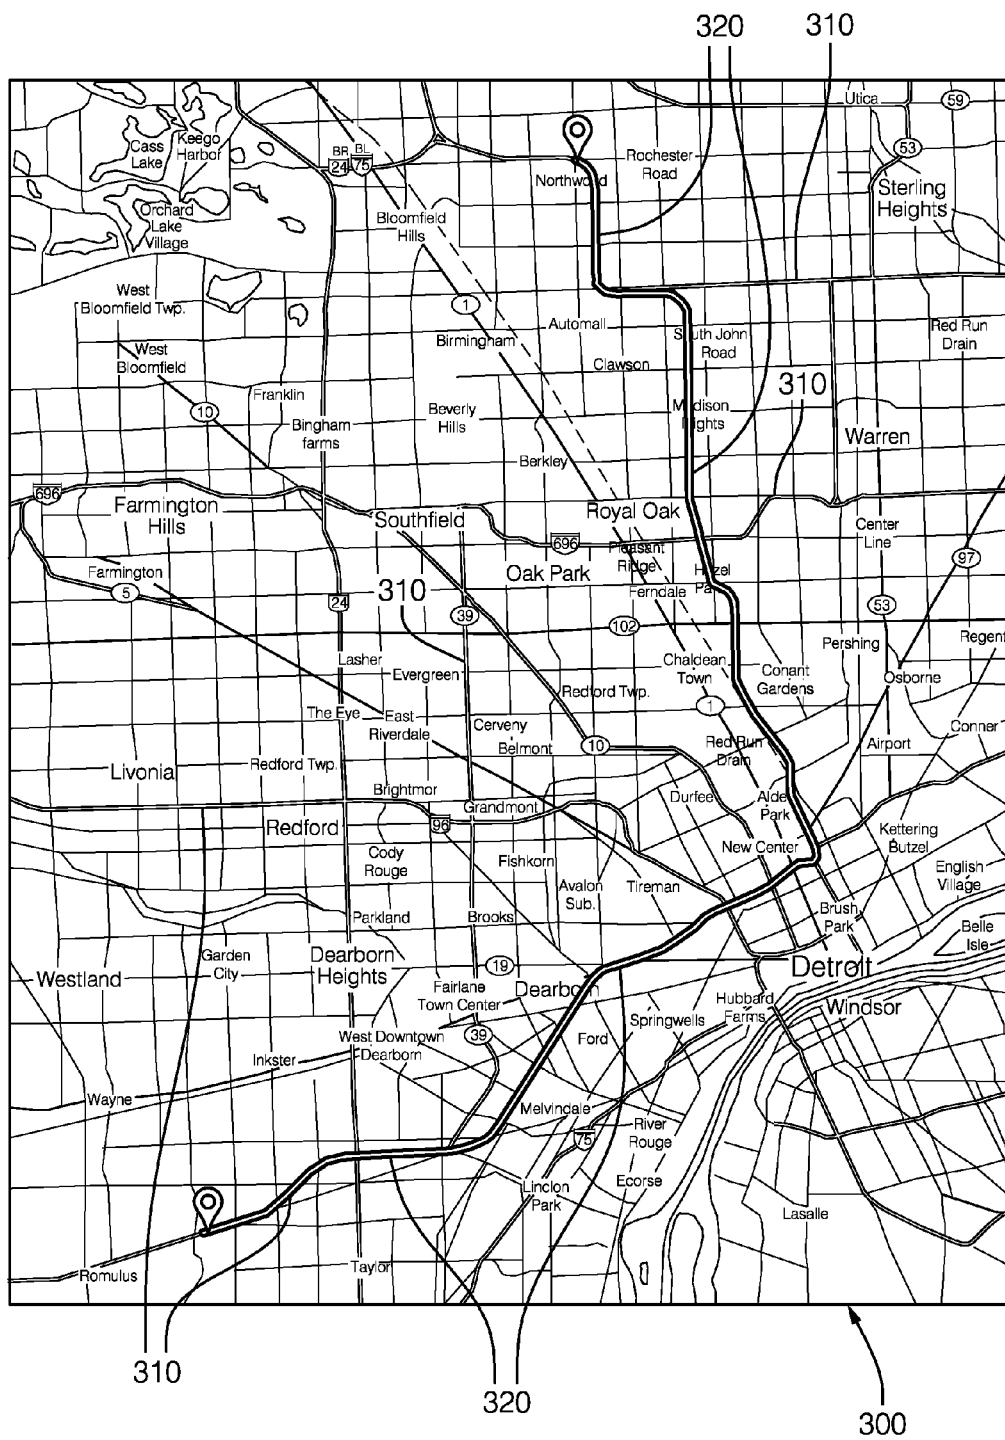 320
310
Utica
59
Keego
Harbor
Cass
Lake
BR
BL
24
75
Northwood
Rochester
Road
53
Sterling
Heights
Orchard
Lake
Village
Bloomfield
Hills
West
Bloomfield Twp.
1
Automall
Birmingham
South John
Road
Red Run
Drain
West
Bloomfield
Clawson
Franklin
310
10
Bingham
farms
Beverly
Hills
Madison
Heights
Warren
Berkley
696
Farmington
Hills
Southfield
Royal Oak
Center
Line
696
Pleasant
Ridge
97
Farmington
Oak Park
Hazel
Pa
5
310
Ferndale
24
39
53
102
Pershing
Regent
Lasher
Evergreen
Chaldean
Town
Conant
Gardens
Osborne
Redford Twp.
The Eye
East
Riverdale
1
Cerveny
Conner
Belmont
10
Red Run
Drain
Airport
Livonia
Redford Twp.
Brightmor
Durfee
Alde
Park
Grandmont
Redford
96
New Center
Kettering
Butzel
Cody
Rouge
Fishkorn
English
Village
Avalon
Sub.
Tireman
Parkland
Brooks
Brush
Park
Belle
Isle
Westland
Garden
City
Dearborn
Heights
19
Detroit
Fairlane
Town Center
Dearborn
Hubbard
Farms
Windsor
Springwells
West Downtown
Dearborn
39
Ford
Inkster
Wayne
Melvindale
River
Rouge
75
Lincoln
Park
Ecorse
Lasalle
Romulus
Taylor
310
320
300